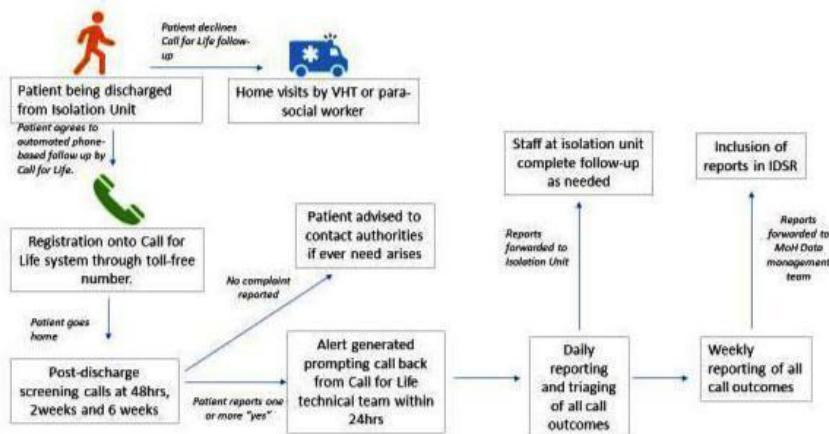 Patient declines
Call for Life follow-
up
Patient being discharged
from Isolation Unit
Home visits by VHT or para-
social worker
Patient agrees to
automated phone-
based follow up by
Call for Life.
Registration onto Call for
Life system through toll-free
number.
Patient goes
home
Post-discharge
screening calls at 48hrs,
2weeks and 6 weeks
No complaint
reported
Patient advised to
contact authorities
if ever need arises
Patient reports one
or more "yes"
Alert generated
prompting call back
from Call for Life
technical team within
24hrs
Daily
reporting
and triaging
of all call
outcomes
Reports
forwarded to
Isolation Unit
Staff at isolation unit
complete follow-up
as needed
Weekly
reporting of all
call outcomes
Reports
forwarded to
MoH Data
management
team
Inclusion of
reports in IDSR